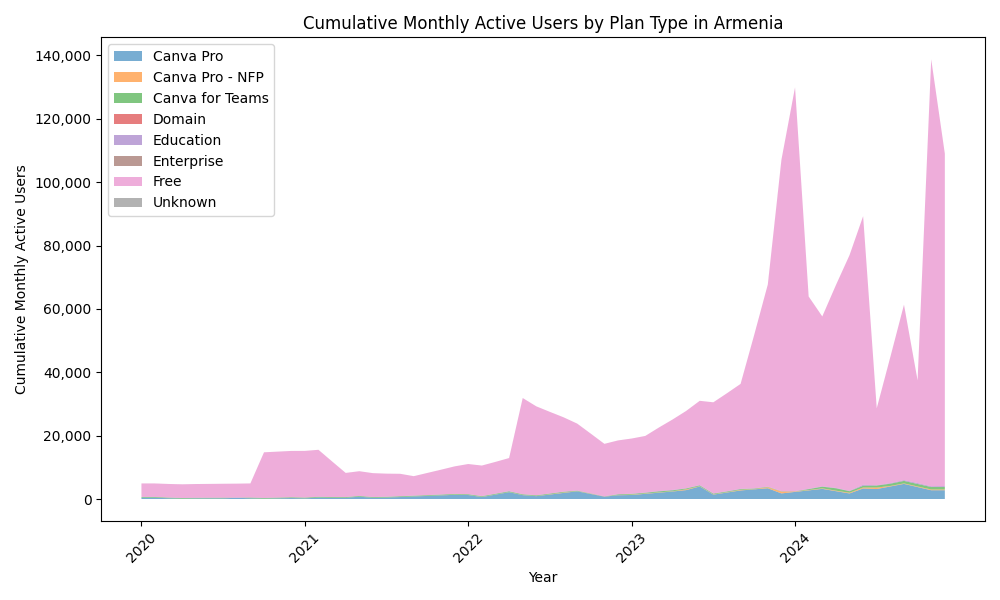 Cumulative Monthly Active Users by Plan Type in Armenia
Canva Pro
Canva Pro - NFP
Canva for Teams
Domain
Education
Enterprise
Free
Unknown
140,000
120,000
100,000
80,000
60,000
40,000
20,000
0
Cumulative Monthly Active Users
2020
2021
2022
2023
2024
Year